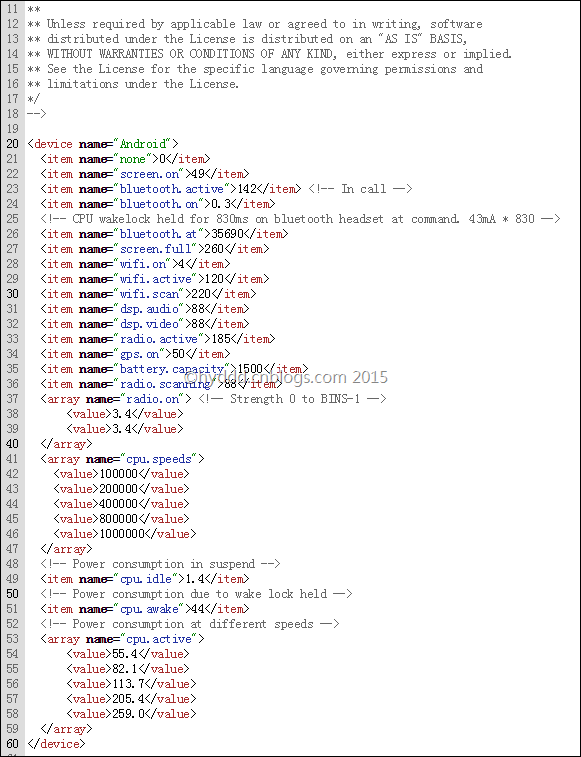 11 **
12 ** Unless required by applicable law or agreed to in writing, software
13 ** distributed under the License is distributed on an "AS IS" BASIS,
14 ** WITHOUT WARRANTIES OR CONDITIONS OF ANY KIND, either express or implied.
15 ** See the License for the specific language governing permissions and
16 ** limitations under the License.
17 */
18 -->
19
20 <device name="Android">
21 <item name="none">0</item>
22 <item name="screen.on">49</item>
23 <item name="bluetooth.active">142</item> <!-- In call -->
24 <item name="bluetooth.on">0.3</item>
25 <!-- CPU wakelock held for 830ms on bluetooth headset at command. 43mA * 830 -->
26 <item name="bluetooth.at">35690</item>
27 <item name="screen.full">260</item>
28 <item name="wifi.on">4</item>
29 <item name="wifi.active">120</item>
30 <item name="wifi.scan">220</item>
31 <item name="dsp.audio">88</item>
32 <item name="dsp.video">88</item>
33 <item name="radio.active">185</item>
34 <item name="gps.on">50</item>
35 <item name="battery.capacity">1500</item>
36 <item name="radio.scanning">88</item>
cnblogs.com 2015
37 <array name="radio.on"> <!-- Strength 0 to BINS-1 -->
38 <value>3.4</value>
39 <value>3.4</value>
40 </array>
41 <array name="cpu.speeds">
42 <value>100000</value>
43 <value>200000</value>
44 <value>400000</value>
45 <value>800000</value>
46 <value>1000000</value>
47 </array>
48 <!-- Power consumption in suspend -->
49 <item name="cpu.idle">1.4</item>
50 <!-- Power consumption due to wake lock held -->
51 <item name="cpu.awake">44</item>
52 <!-- Power consumption at different speeds -->
53 <array name="cpu.active">
54 <value>55.4</value>
55 <value>82.1</value>
56 <value>113.7</value>
57 <value>205.4</value>
58 <value>259.0</value>
59 </array>
60 </device>